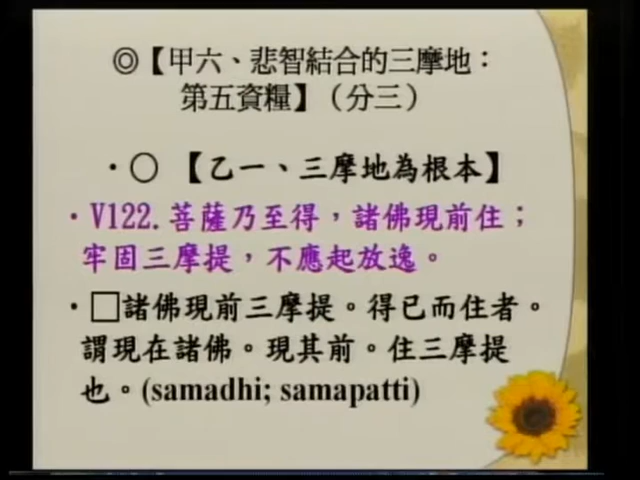 ◎【甲六、悲智結合的三摩地：
第五資糧】（分三）
・○ 【乙一、三摩地為根本】
・V122.菩薩乃至得，諸佛現前住；
牢固三摩提，不應起放逸。
・□諸佛現前三摩提。得已而住者。
謂現在諸佛。現其前。住三摩提
也。(samadhi; samapatti)